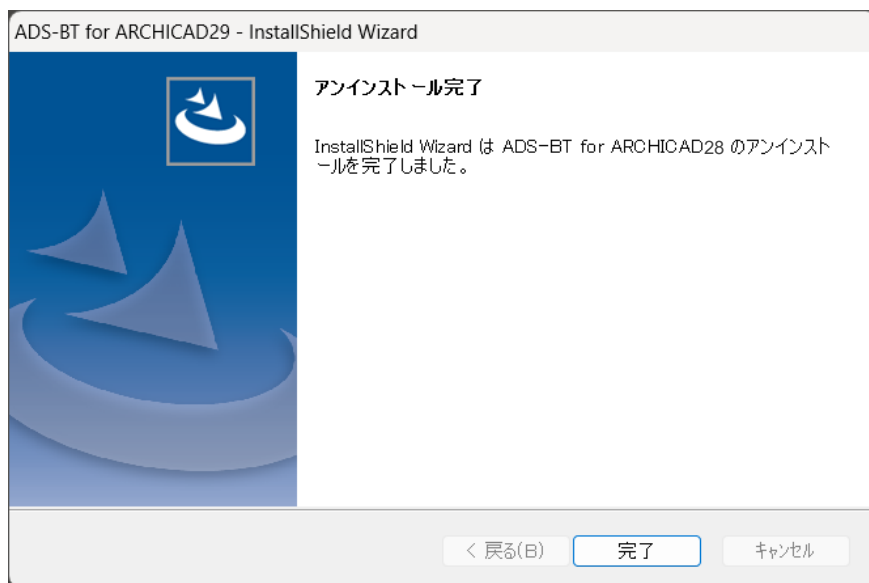 ADS-BT for ARCHICAD29 - InstallShield Wizard
アンインストール完了
InstallShield Wizard は ADS-BT for ARCHICAD28 のアンインスト
ールを完了しました。
< 戻る(B)
完了
キャンセル